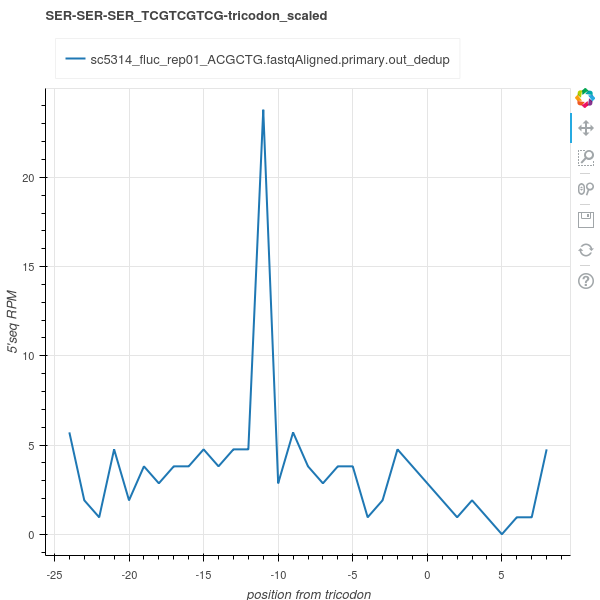 SER-SER-SER_TCGTCGTCG-tricodon_scaled
sc5314_fluc_rep01_ACGCTG.fastqAligned.primary.out_dedup
20
15
10
5
0
5'seq RPM
-25 -20 -15 -10 -5 0 5
position from tricodon